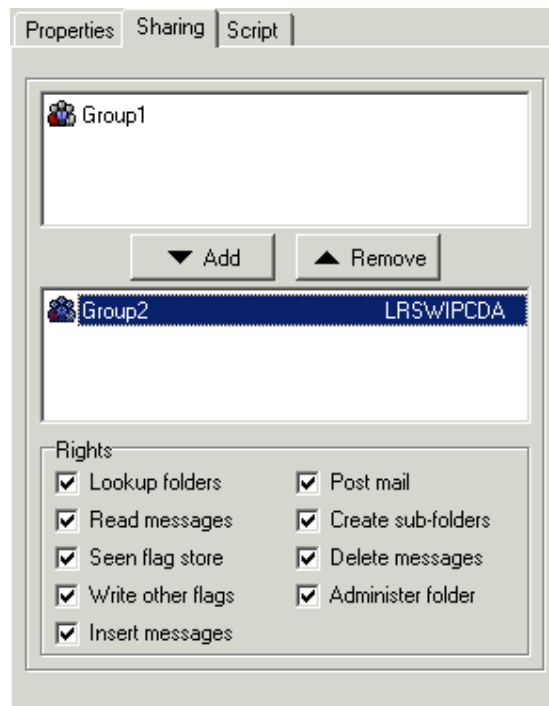 Properties Sharing Script
Group1
Add Remove
Group2 LRSWIPCDA
Rights
Lookup folders Post mail
Read messages Create sub-folders
Seen flag store Delete messages
Write other flags Administer folder
Insert messages